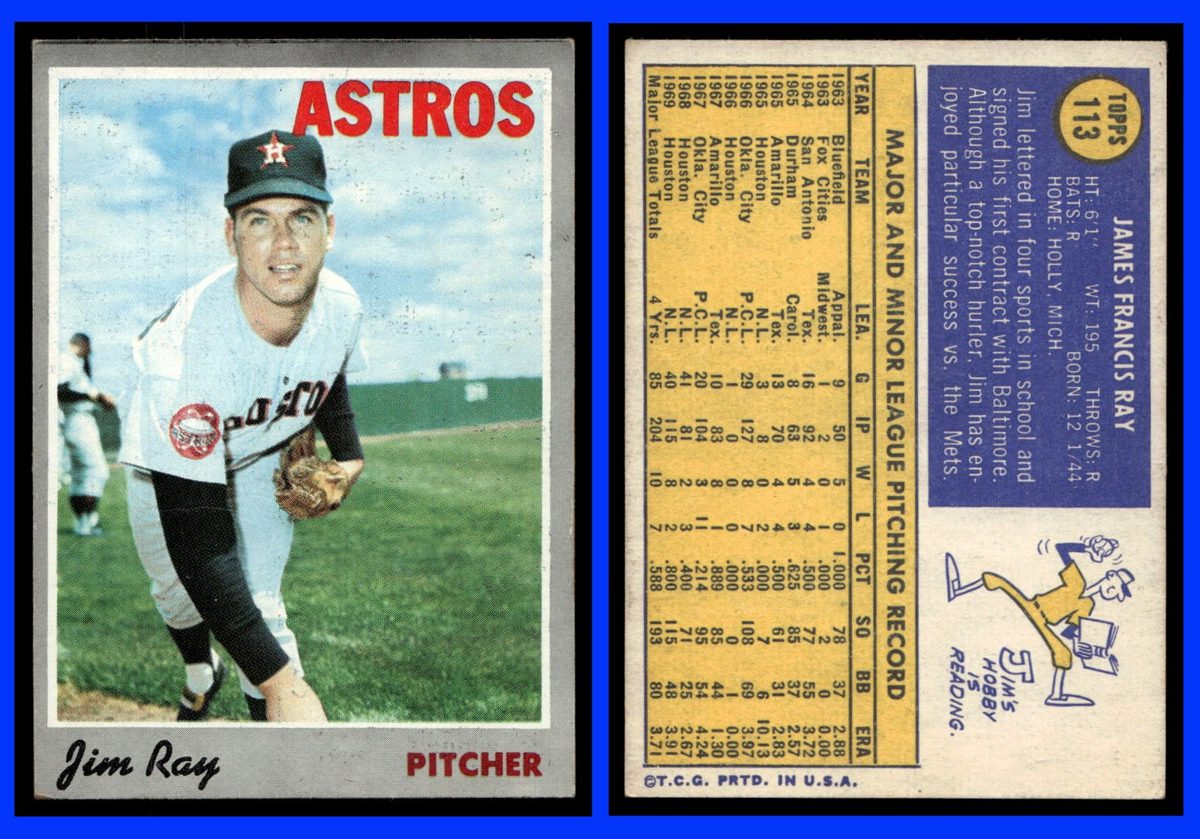 ASTROS
H
ASTROS
Jim Ray
PITCHER
TOPPS
113
JAMES FRANCIS RAY
HT: 6'1" WT: 195 THROWS: R
BATS: R BORN: 12 1/44
HOME: HOLLY, MICH.
Jim lettered in four sports in school and
signed his first contract with Baltimore.
Although a top-notch hurler, Jim has en-
joyed particular success vs. the Mets.
JIM'S
HOBBY
IS
READING.
MAJOR AND MINOR LEAGUE PITCHING RECORD
YEAR TEAM LEA. G IP W L PCT SO BB ERA
1963 Bluefield Appal. 9 50 5 0 1.000 78 37 2.88
1963 Fox Cities Midwest. 1 2 0 1 .000 2 0 0.00
1964 San Antonio Tex. 16 92 4 4 .500 77 55 3.72
1965 Durham Carol. 8 63 5 3 .625 85 37 2.57
1965 Amarillo Tex. 13 70 4 4 .500 61 31 2.83
1965 Houston N.L. 3 8 0 2 .000 7 6 10.13
1966 Okla. City P.C.L. 29 127 8 7 .533 108 69 3.97
1966 Houston N.L. 1 0 0 0 .000 0 1 0.00
1967 Amarillo Tex. 10 83 8 1 .889 85 44 1.30
1967 Okla. City P.C.L. 20 104 3 11 .214 95 54 4.24
1968 Houston N.L. 41 81 2 3 .400 71 25 2.67
1969 Houston N.L. 40 115 8 2 .800 115 48 3.91
Major League Totals 4 Yrs. 85 204 10 7 .588 193 80 3.71
©T.C.G. PRTD. IN U.S.A.